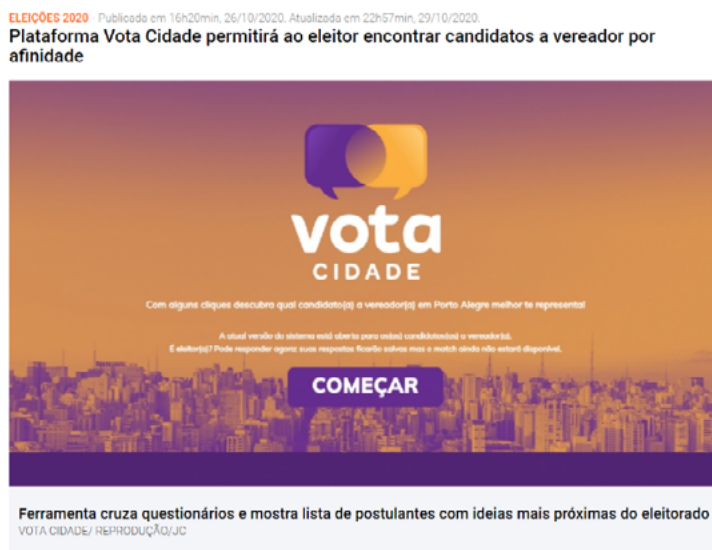 ELEIÇÕES 2020 - Publicada em 16h20min, 26/10/2020. Atualizada em 22h57min, 29/10/2020.
Plataforma Vota Cidade permitirá ao eleitor encontrar candidatos a vereador por
afinidade
vota
CIDADE
Com alguns cliques descubra qual candidato(a) a vereador(a) em Porto Alegre melhor te representa!
A atual versão do sistema está aberta para os(as) candidatos(as) a vereador(a).
É eleitor(a)? Pode responder agora suas respostas ficarão salvas mas o match ainda não estará disponível.
COMEÇAR
Ferramenta cruza questionários e mostra lista de postulantes com ideias mais próximas do eleitorado
VOTA CIDADE/ REPRODUÇÃO/JC